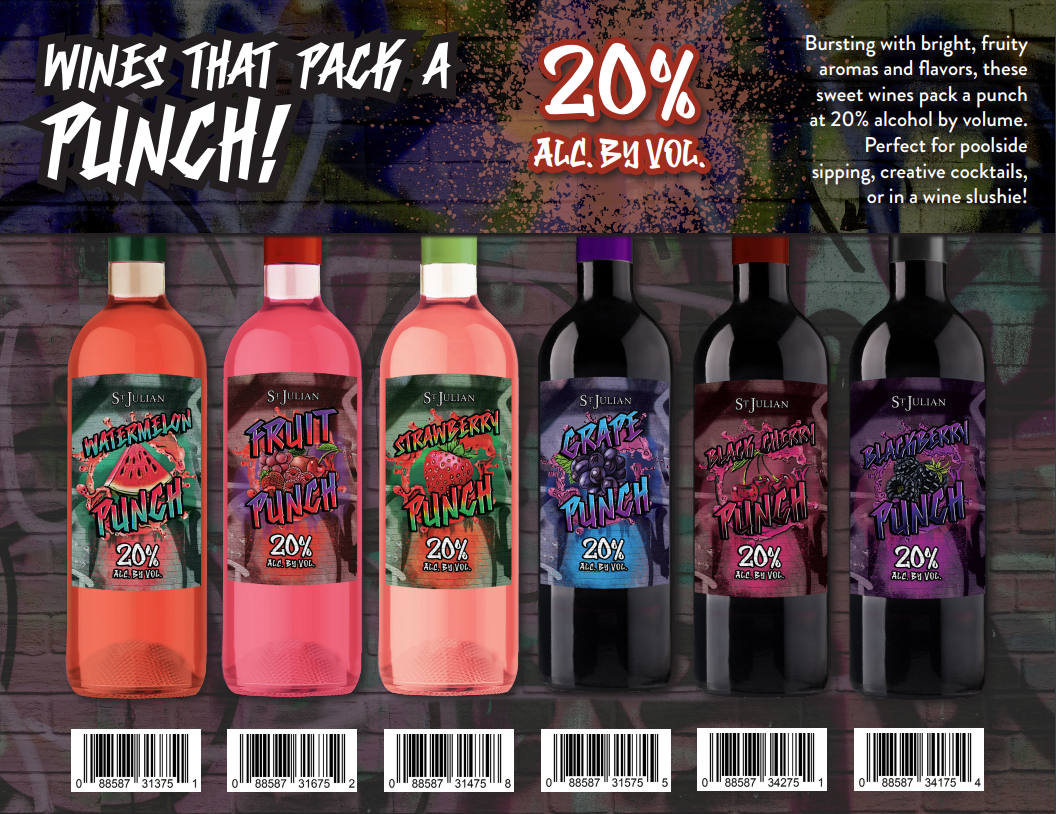 WINES THAT PACK A
PUNCH!
20%
ALC. BY VOL.
Bursting with bright, fruity
aromas and flavors, these
sweet wines pack a punch
at 20% alcohol by volume.
Perfect for poolside
sipping, creative cocktails,
or in a wine slushie!
ST JULIAN
WATERMELON
PUNCH
20%
ALC. BY VOL.
ST JULIAN
FRUIT
PUNCH
20%
ALC. BY VOL.
ST JULIAN
STRAWBERRY
PUNCH
20%
ALC. BY VOL.
ST JULIAN
GRAPE
PUNCH
20%
ALC. BY VOL.
ST JULIAN
BLACK CHERRY
PUNCH
20%
ALC. BY VOL.
ST JULIAN
BLACKBERRY
PUNCH
20%
ALC. BY VOL.
0 88587 31375 1
0 88587 31672 2
0 88587 31475 8
0 88587 31575 5
0 88587 34275 1
0 88587 34175 4